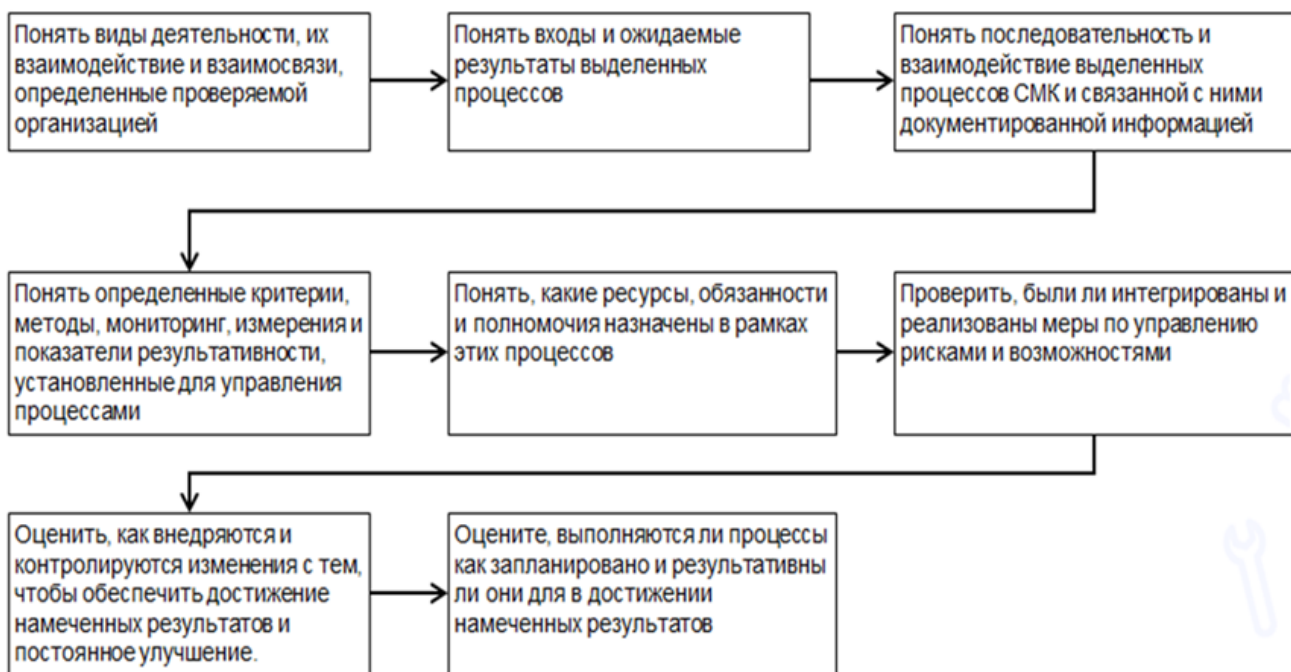 Понять виды деятельности, их
взаимодействие и взаимосвязи,
определенные проверяемой
организацией
Понять входы и ожидаемые
результаты выделенных
процессов
Понять последовательность и
взаимодействие выделенных
процессов СМК и связанной с ними
документированной информацией
Понять определенные критерии,
методы, мониторинг, измерения и
показатели результативности,
установленные для управления
процессами
Понять, какие ресурсы, обязанности
и полномочия назначены в рамках
этих процессов
Проверить, были ли интегрированы и
реализованы меры по управлению
рисками и возможностями
Оценить, как внедряются и
контролируются изменения с тем,
чтобы обеспечить достижение
намеченных результатов и
постоянное улучшение.
Оцените, выполняются ли процессы
как запланировано и результативны
ли они для в достижении
намеченных результатов